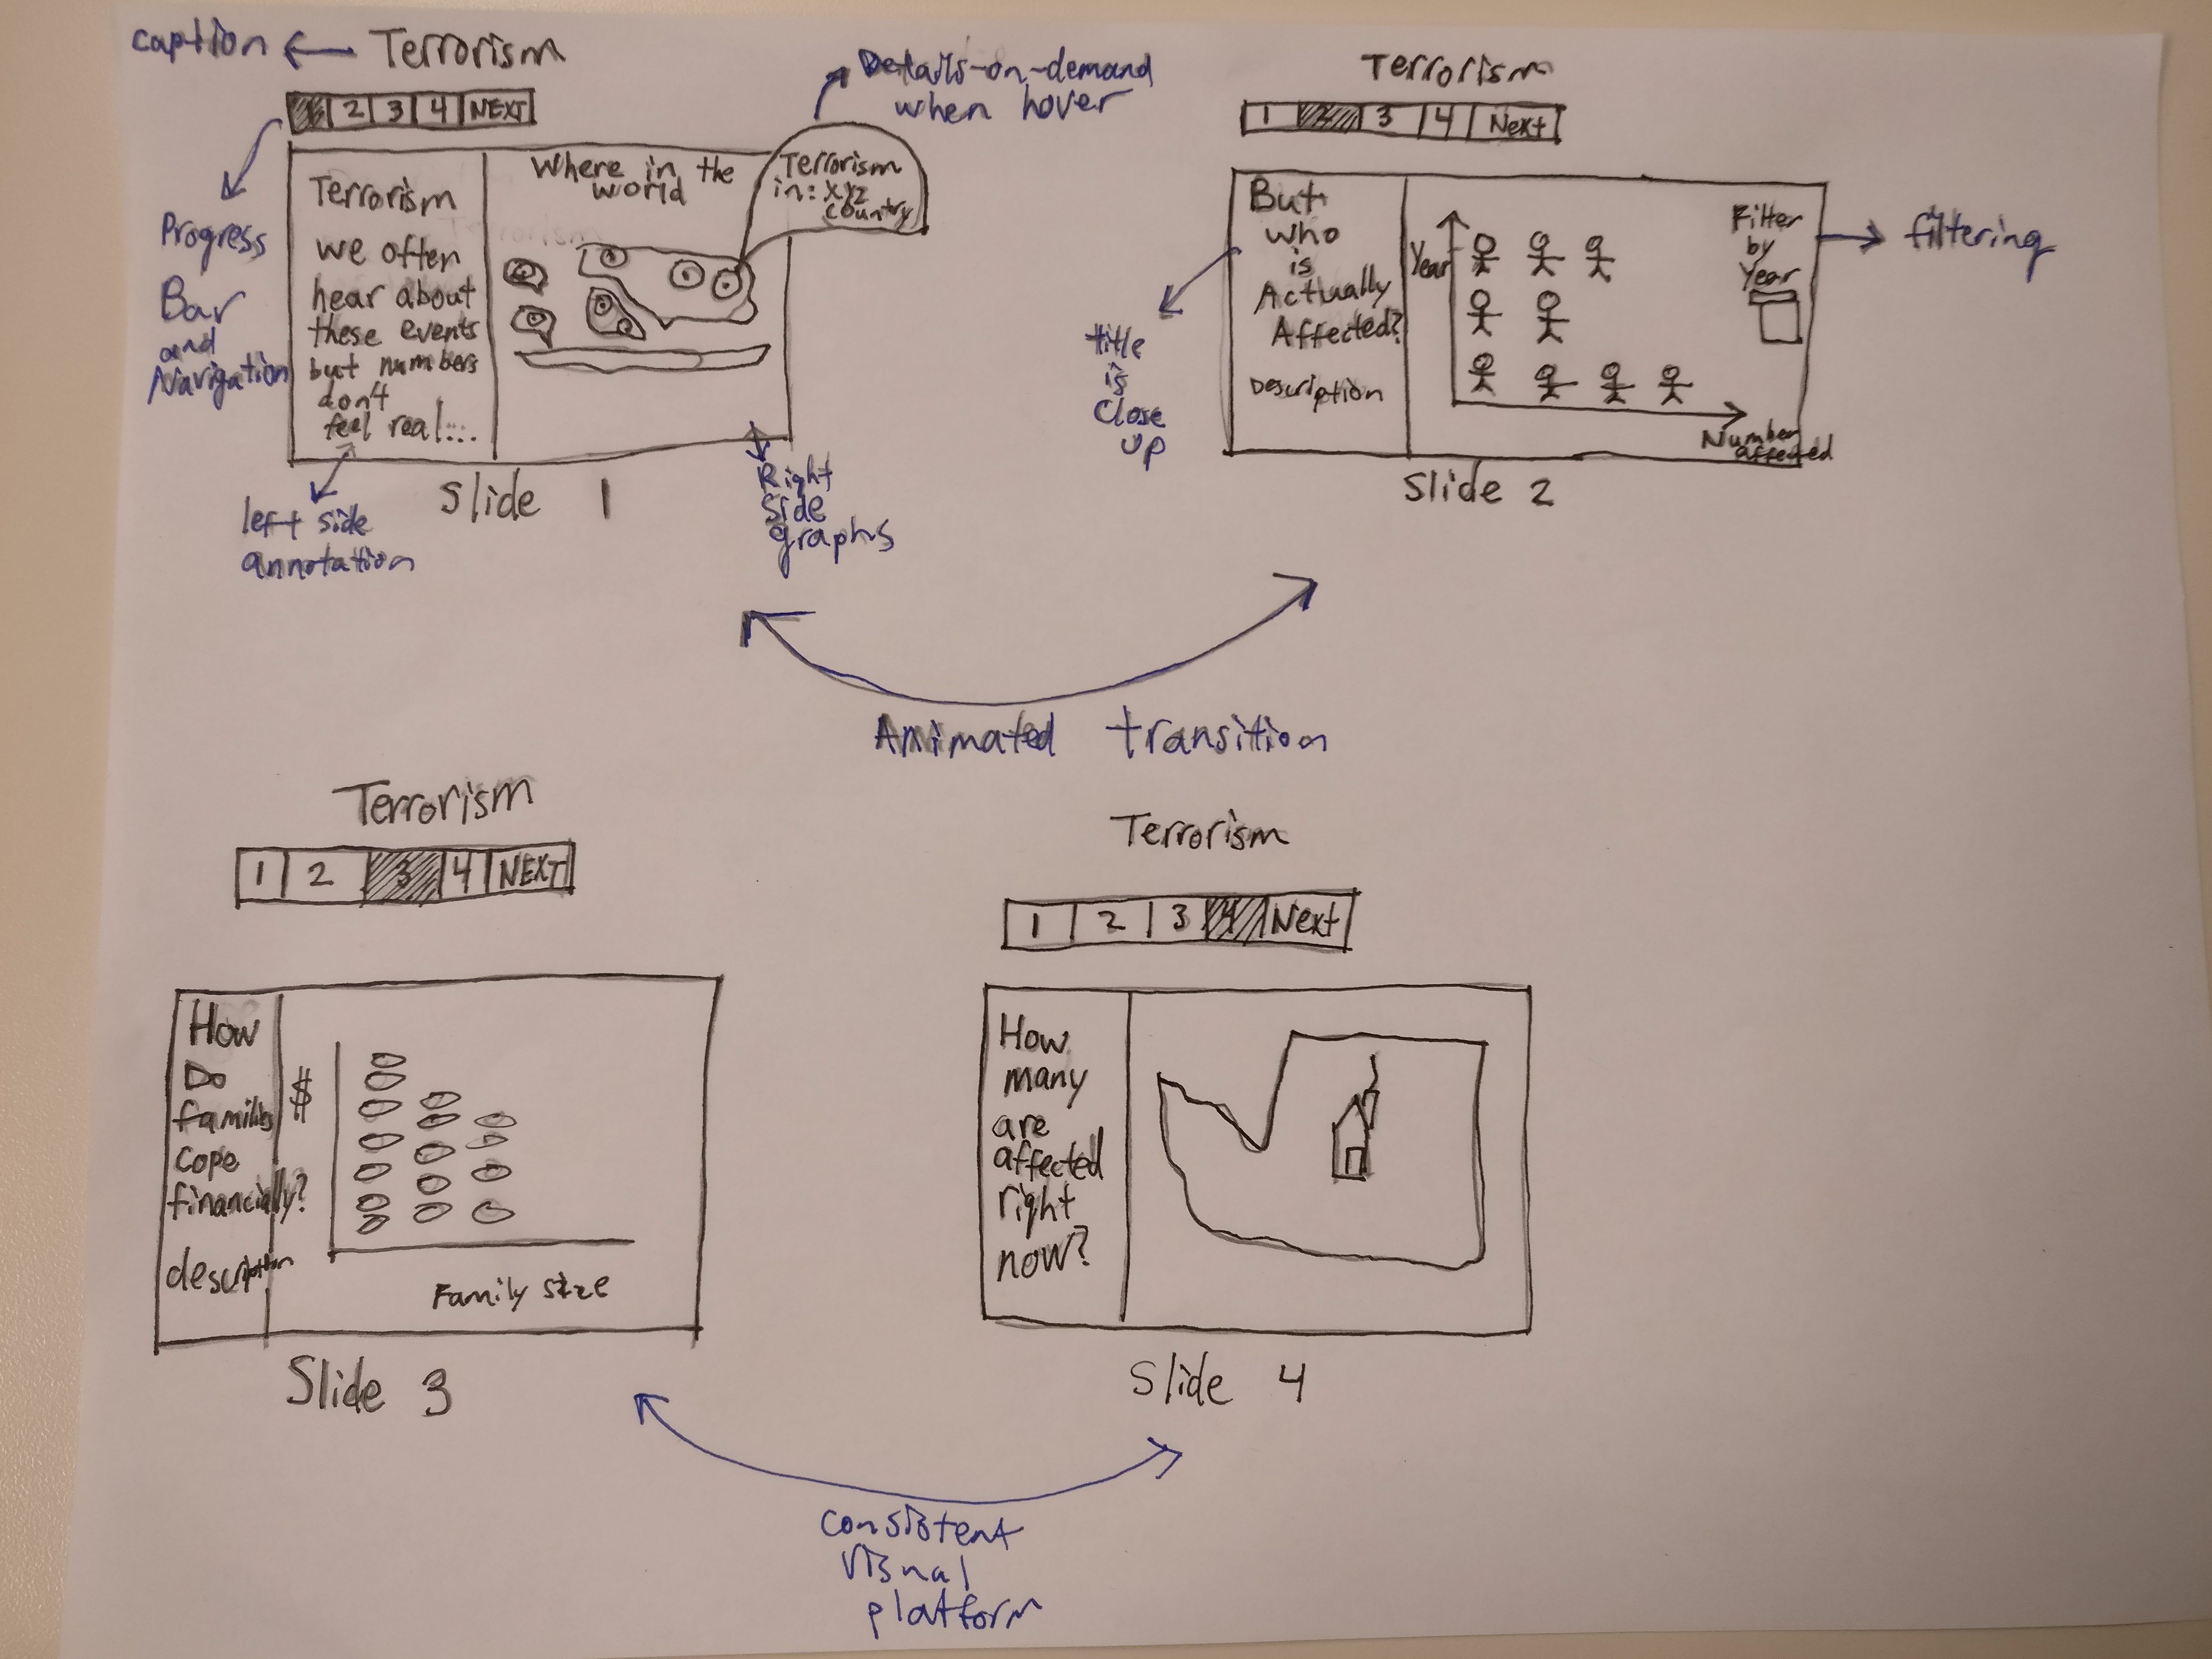 caption ← Terrorism
1 2 3 4 NEXT
Details-on-demand
when hover
Progress
Bar
and
Navigation
Terrorism
we often
hear about
these events
but numbers
don't
feel real...
Where in the
world
Terrorism
in: xyz
country
left side
annotation
Slide 1
Right
side
graphs
Terrorism
1 2 3 4 Next
But
who
is
Actually
Affected?
Description
Year
Filter
by
Year
Number
affected
filtering
title
is
Close
up
Slide 2
Animated transition
Terrorism
1 2 3 4 NEXT
How
Do
families
Cope
financially?
description
$
Family size
Slide 3
Terrorism
1 2 3 4 Next
How
many
are
affected
right
now?
Slide 4
Consistent
Visual
platform